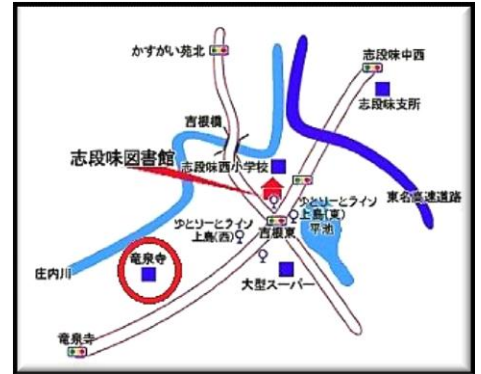 かすがい苑北
志段味中西
志段味支所
吉根橋
志段味図書館
志段味西小学校
東名高速道路
ゆとりーとライン
上島(東)
平池
ゆとりーとライン
上島(西)
吉根東
庄内川
竜泉寺
大型スーパー
竜泉寺